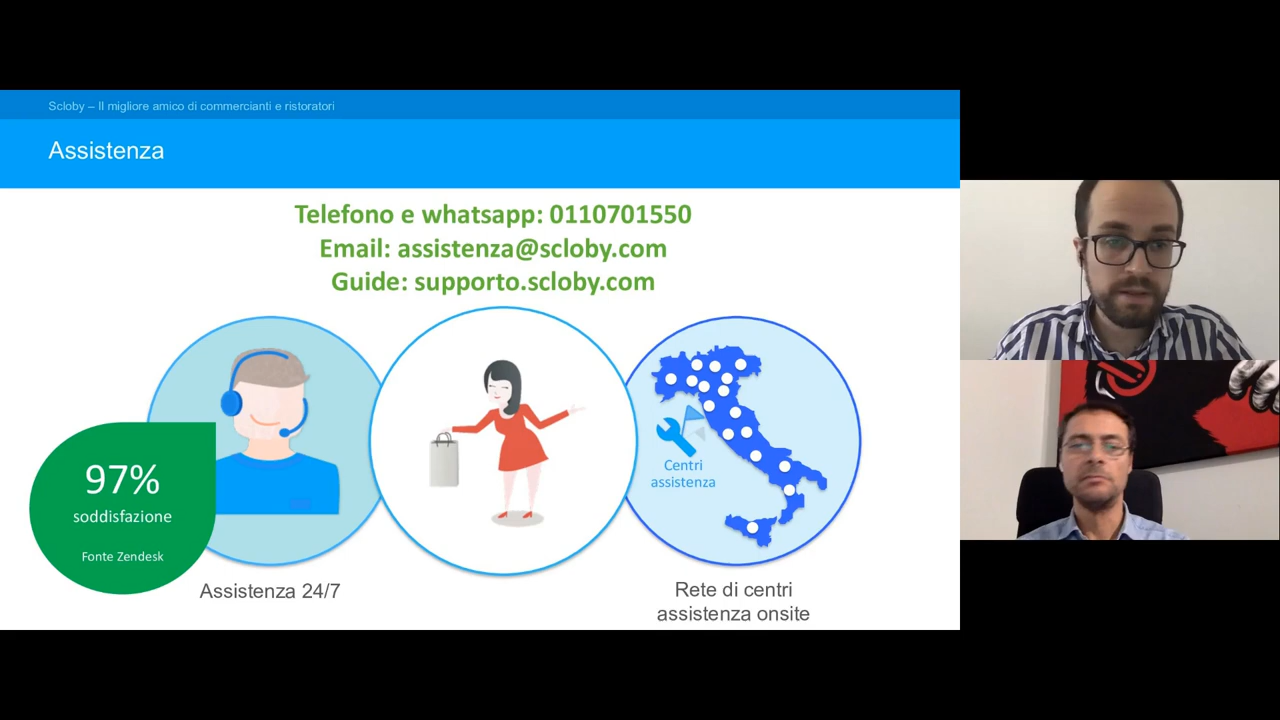 Scloby – Il migliore amico di commercianti e ristoratori
Assistenza
Telefono e whatsapp: 0110701550
Email: assistenza@scloby.com
Guide: supporto.scloby.com
97%
soddisfazione
Fonte Zendesk
Centri
assistenza
Assistenza 24/7
Rete di centri
assistenza onsite